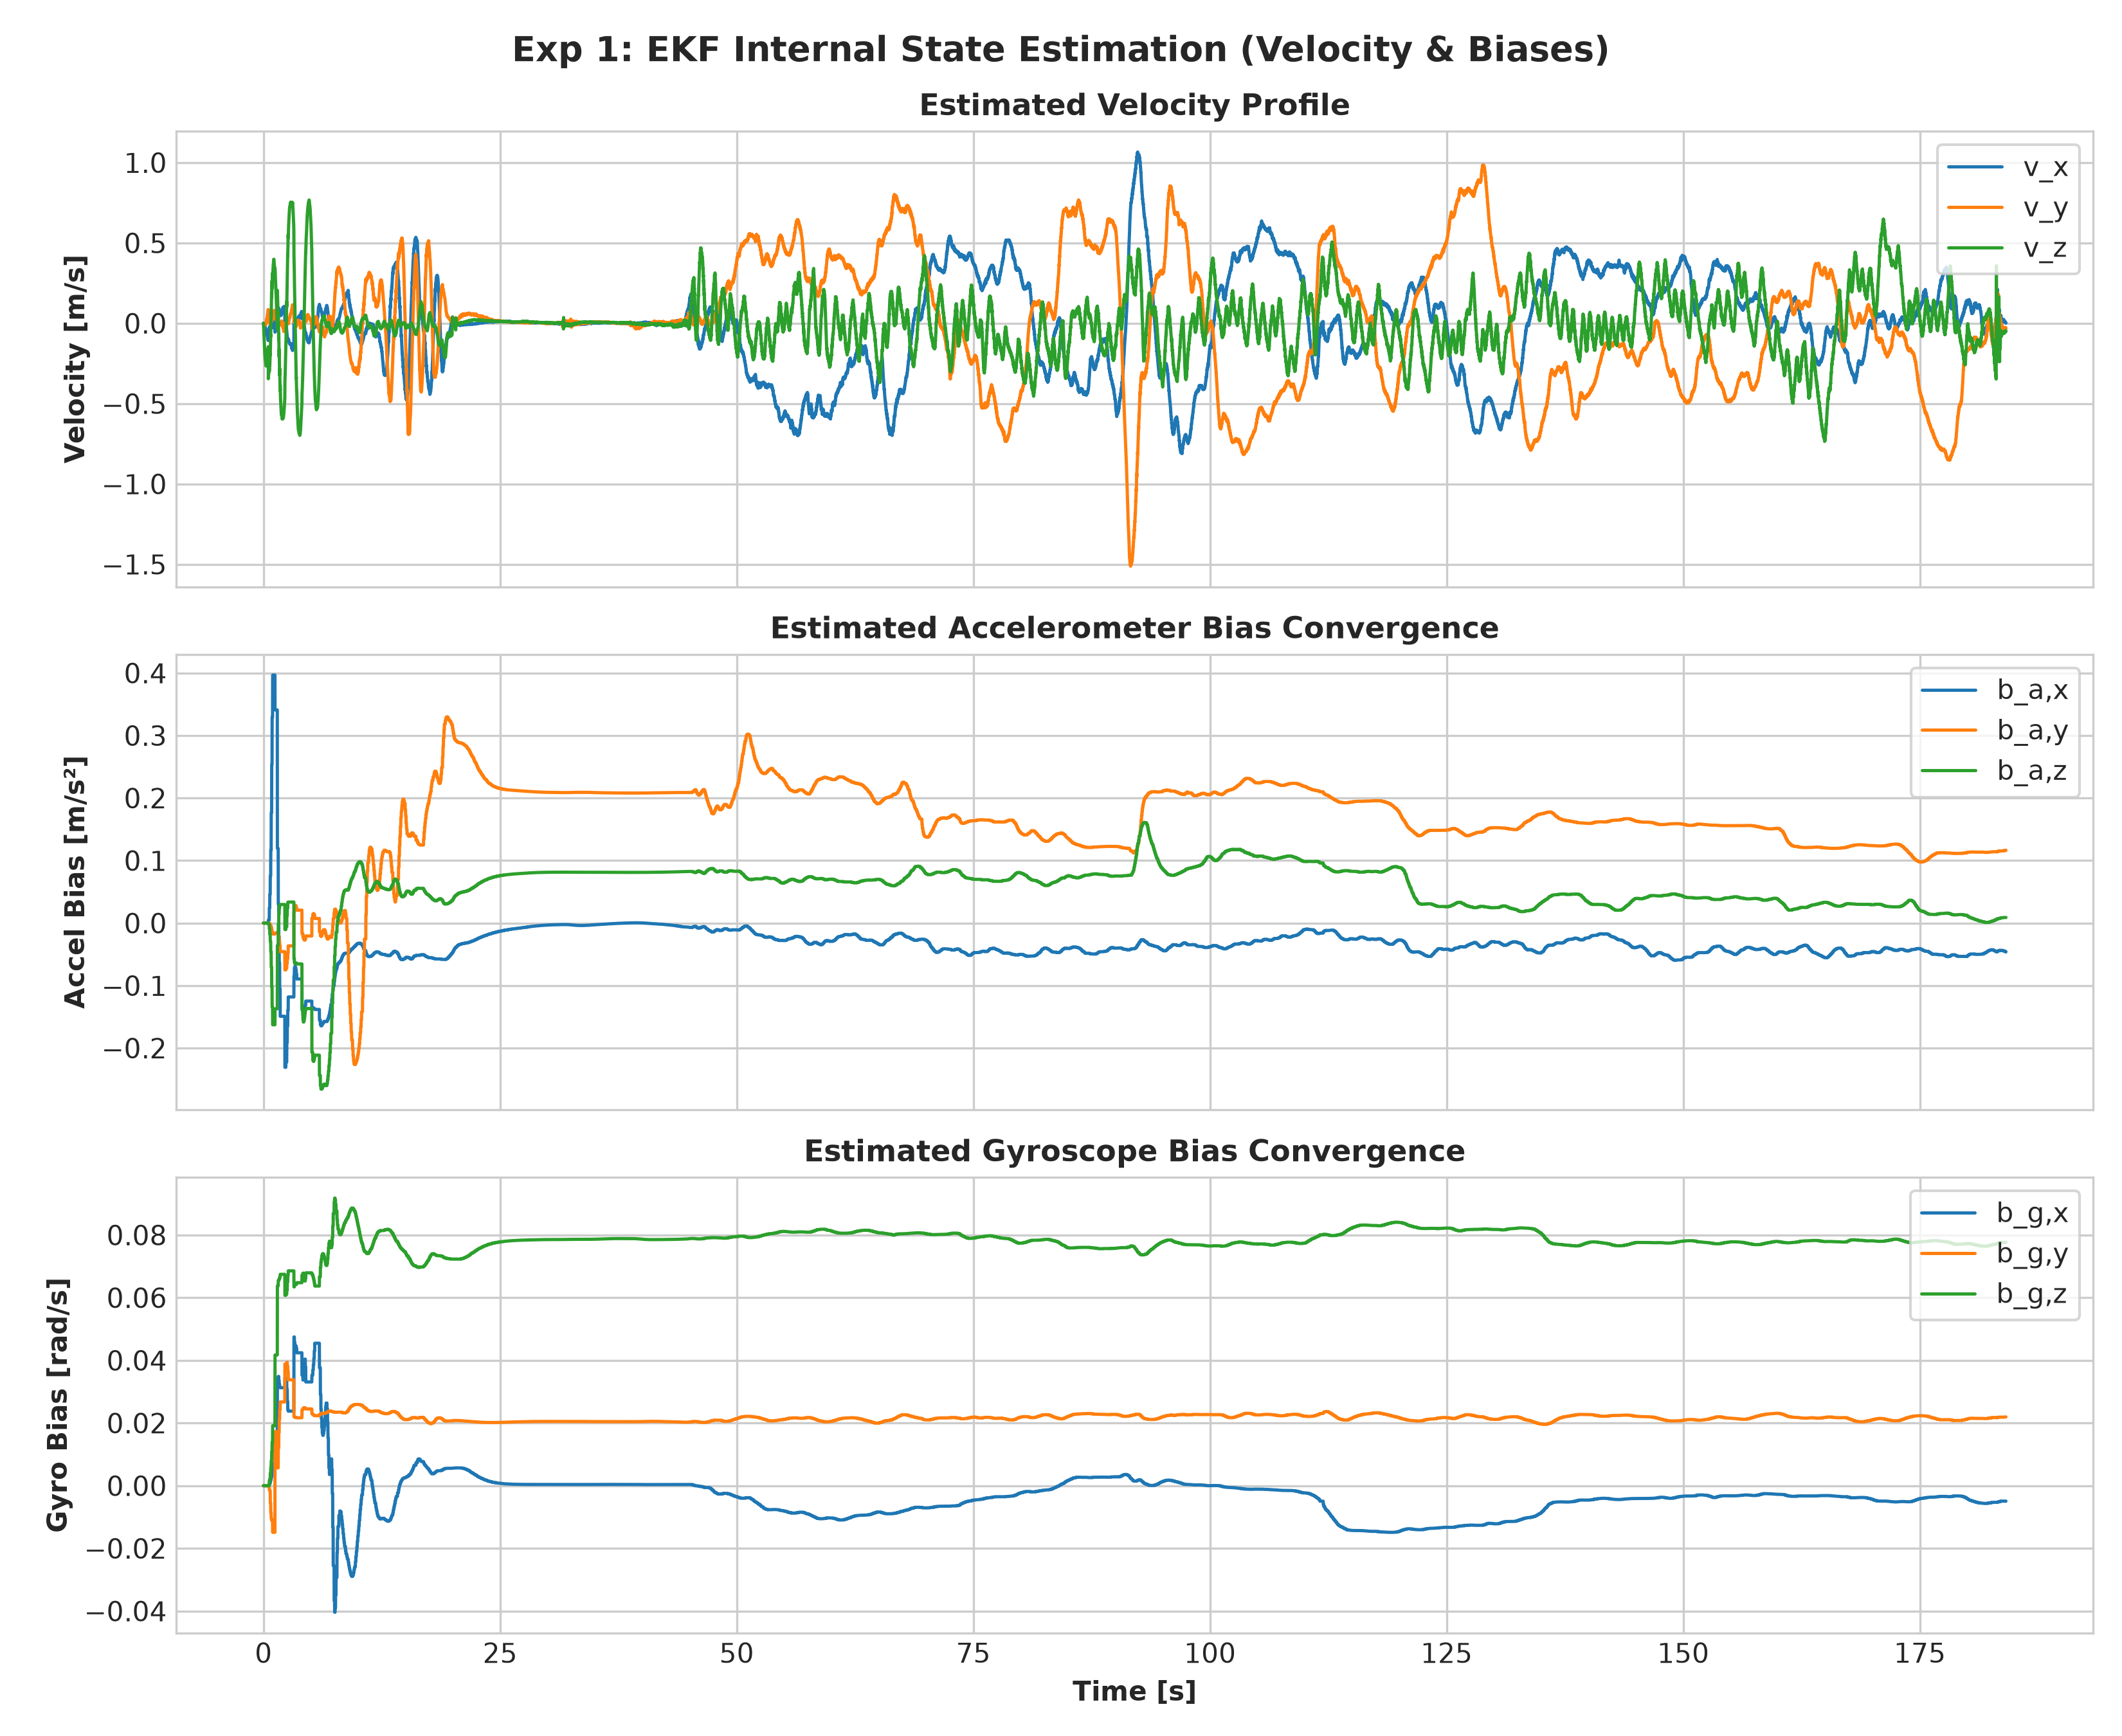 Exp 1: EKF Internal State Estimation (Velocity & Biases)
Estimated Velocity Profile
Velocity [m/s]
1.0
0.5
0.0
−0.5
−1.0
−1.5
v_x
v_y
v_z
Estimated Accelerometer Bias Convergence
Accel Bias [m/s²]
0.4
0.3
0.2
0.1
0.0
−0.1
−0.2
b_a,x
b_a,y
b_a,z
Estimated Gyroscope Bias Convergence
Gyro Bias [rad/s]
0.08
0.06
0.04
0.02
0.00
−0.02
−0.04
b_g,x
b_g,y
b_g,z
0 25 50 75 100 125 150 175
Time [s]